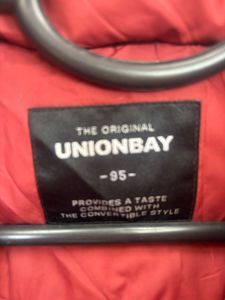 THE ORIGINAL
UNIONBAY
-95-
PROVIDES A TASTE
COMBINED WITH
THE CONVERTIBLE STYLE